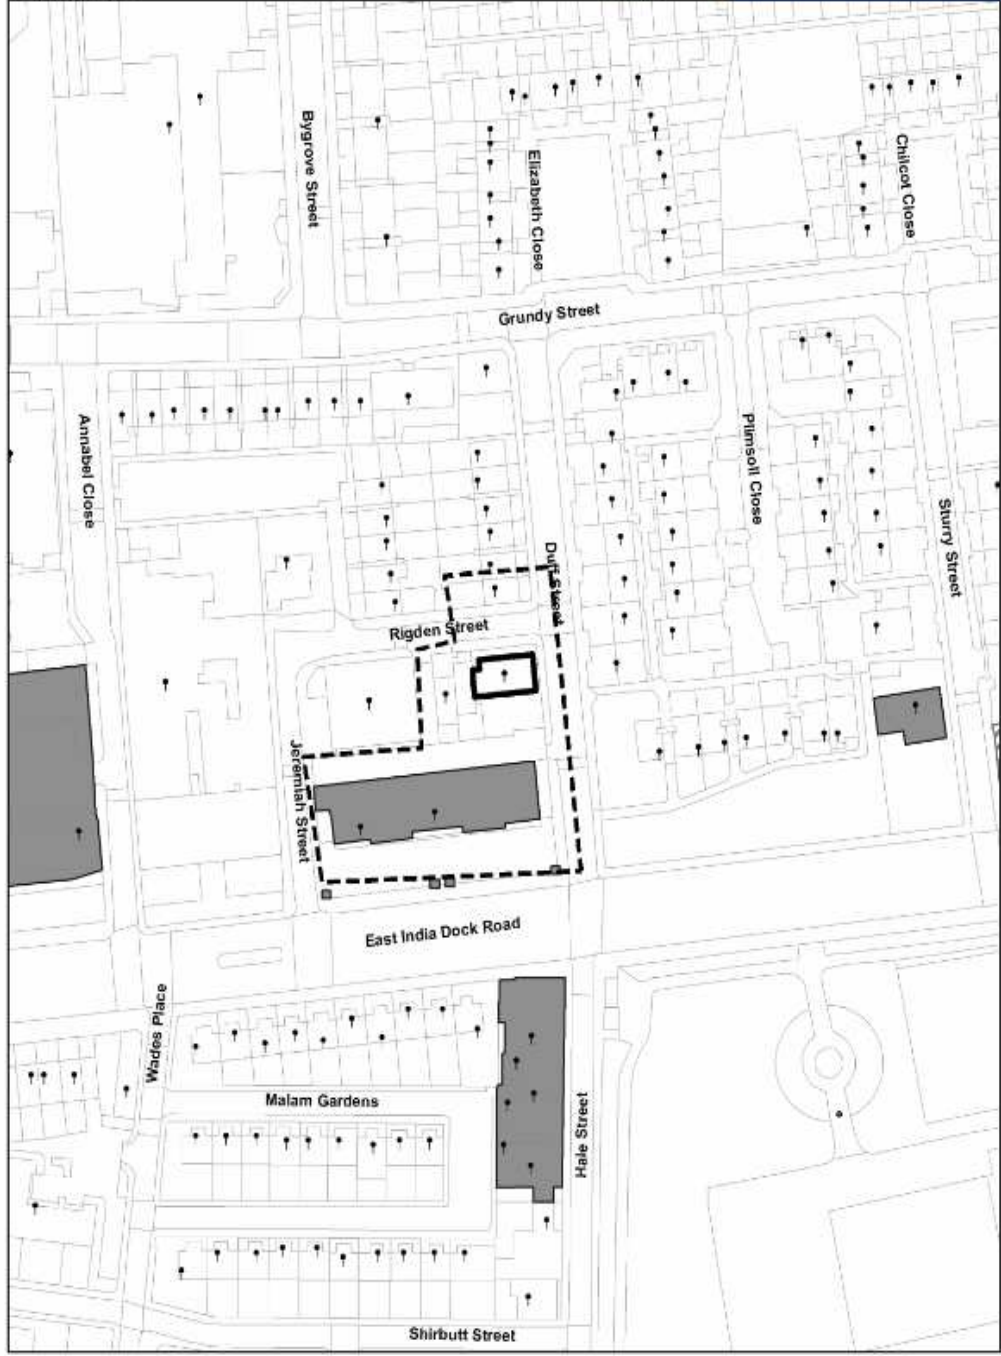 Bygrove Street
Elizabeth Close
Chilcot Close
Grundy Street
Annabel Close
Plimsoll Close
Sturry Street
Duff Street
Rigden Street
Jeremiah Street
East India Dock Road
Wades Place
Malam Gardens
Hale Street
Shirbutt Street